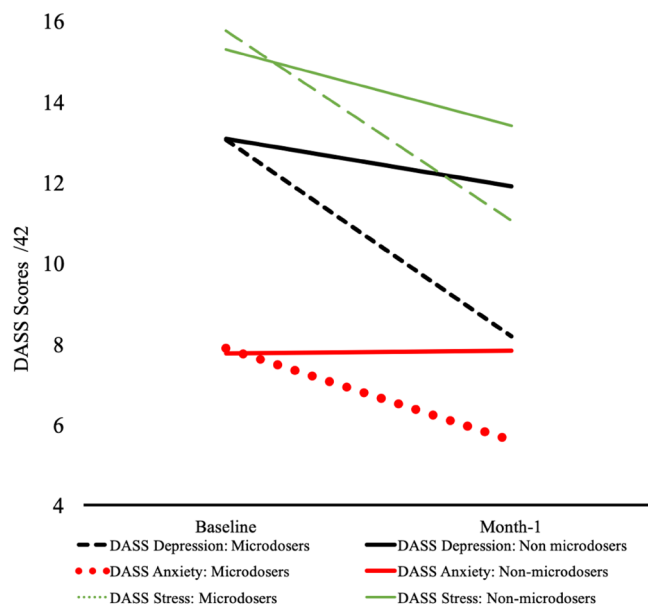 16
14
12
10
8
6
4
DASS Scores /42
Baseline Month-1
DASS Depression: Microdosers DASS Depression: Non microdosers
DASS Anxiety: Microdosers DASS Anxiety: Non-microdosers
DASS Stress: Microdosers DASS Stress: Non-microdosers